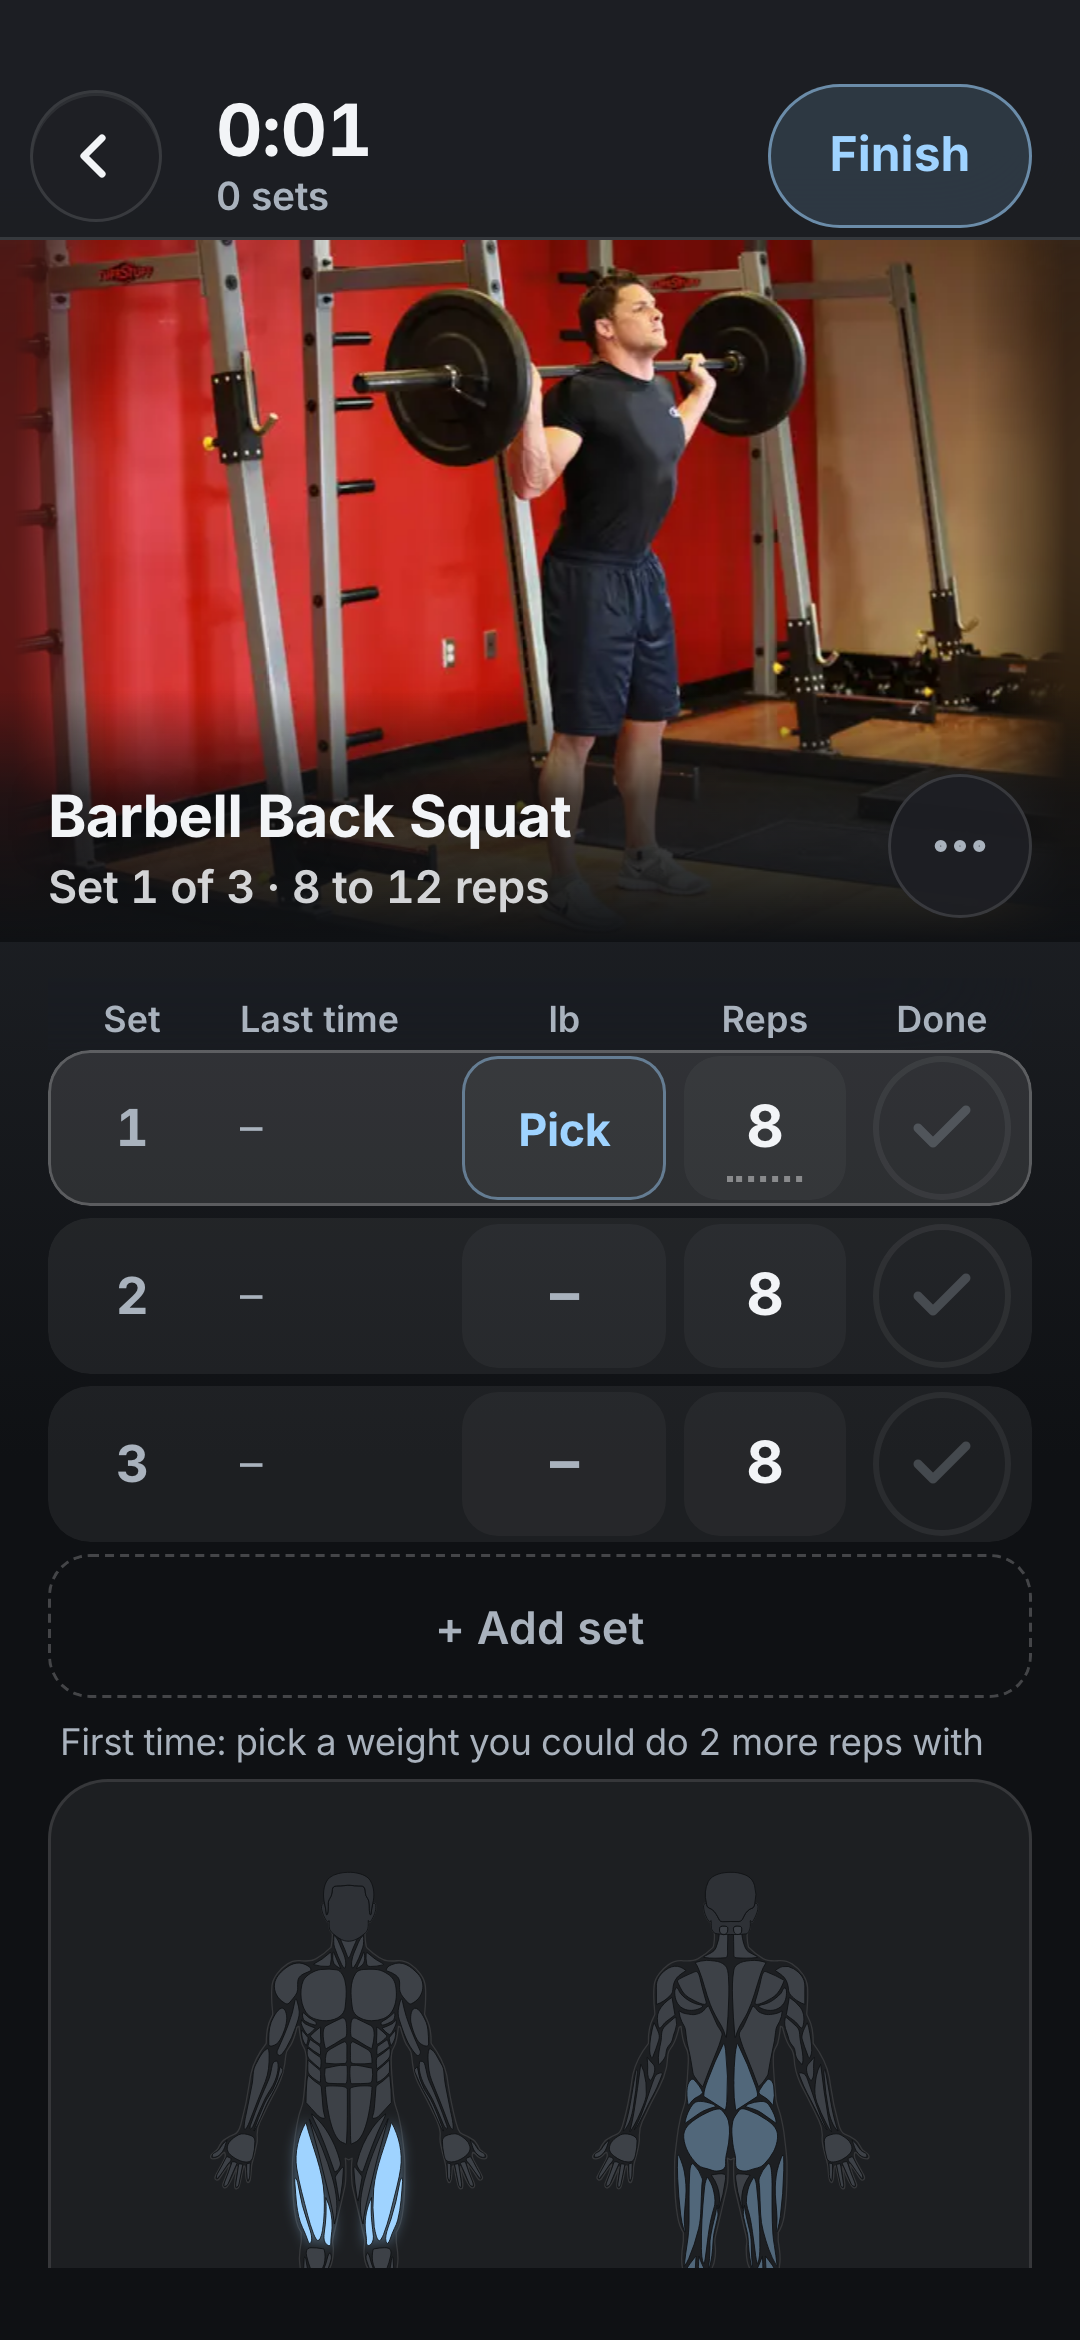 0:01
0 sets
Finish
Barbell Back Squat
Set 1 of 3 · 8 to 12 reps
Set Last time lb Reps Done
1 – Pick 8
2 – – 8
3 – – 8
+ Add set
First time: pick a weight you could do 2 more reps with